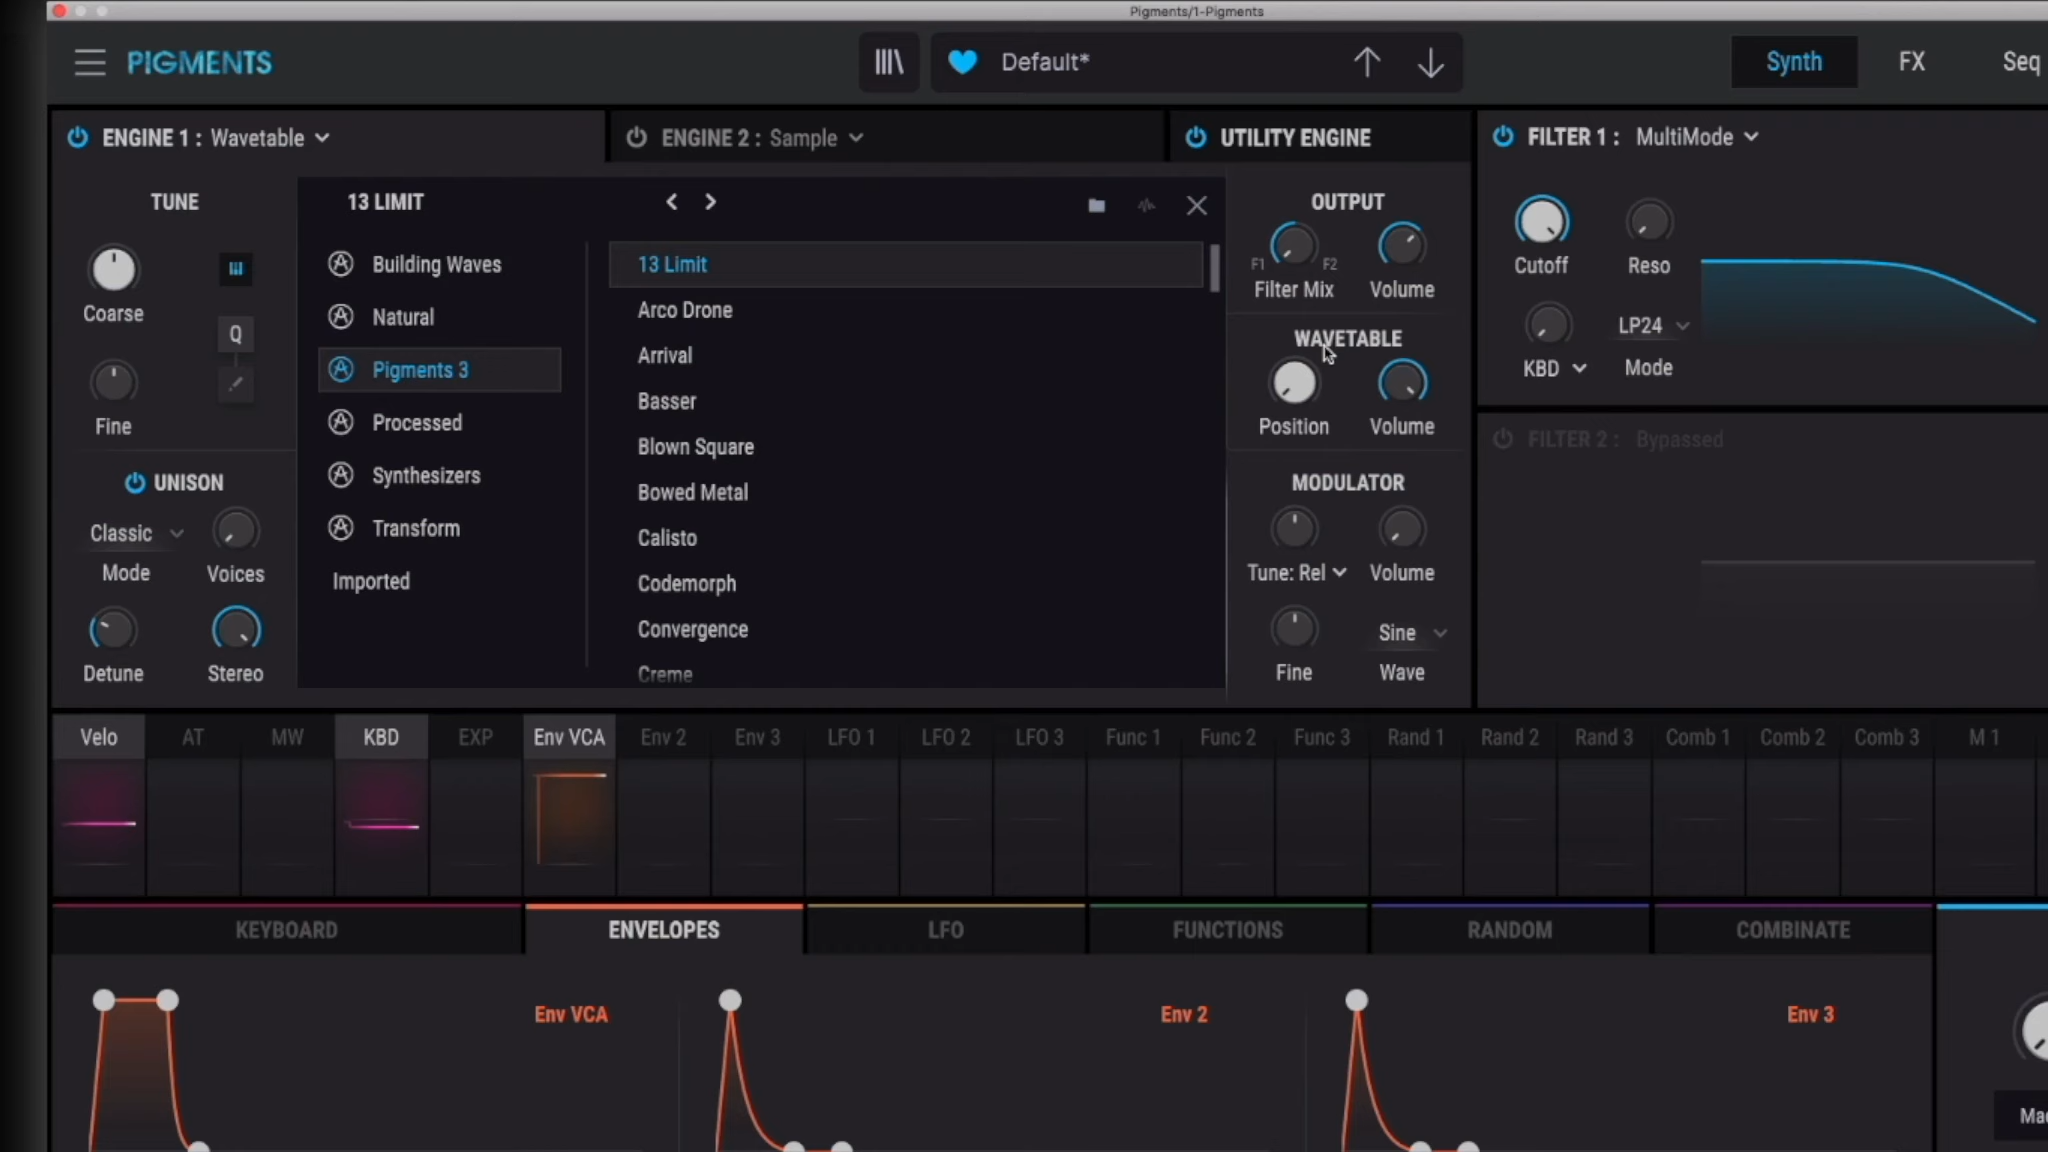 Pigments/1-Pigments
PIGMENTS
Default*
Synth
FX
Seq
ENGINE 1 : Wavetable
ENGINE 2 : Sample
UTILITY ENGINE
FILTER 1 : MultiMode
TUNE
Coarse
Q
Fine
UNISON
Classic
Mode
Voices
Detune
Stereo
13 LIMIT
Building Waves
Natural
Pigments 3
Processed
Synthesizers
Transform
Imported
13 Limit
Arco Drone
Arrival
Basser
Blown Square
Bowed Metal
Calisto
Codemorph
Convergence
Creme
OUTPUT
F1
F2
Filter Mix
Volume
WAVETABLE
Position
Volume
MODULATOR
Tune: Rel
Volume
Fine
Sine
Wave
Cutoff
Reso
KBD
LP24
Mode
FILTER 2 : Bypassed
Velo
AT
MW
KBD
EXP
Env VCA
Env 2
Env 3
LFO 1
LFO 2
LFO 3
Func 1
Func 2
Func 3
Rand 1
Rand 2
Rand 3
Comb 1
Comb 2
Comb 3
M 1
KEYBOARD
ENVELOPES
LFO
FUNCTIONS
RANDOM
COMBINATE
Env VCA
Env 2
Env 3